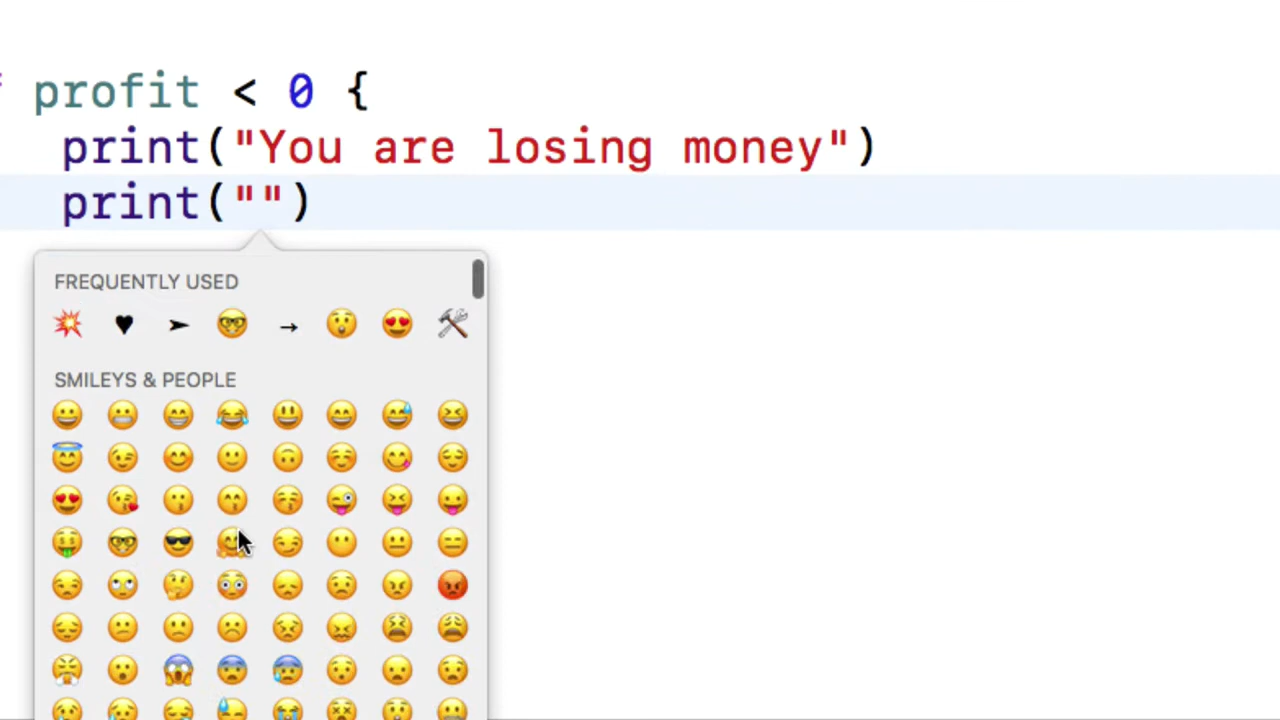 profit < 0 {
print("You are losing money")
print("")
FREQUENTLY USED
SMILEYS & PEOPLE